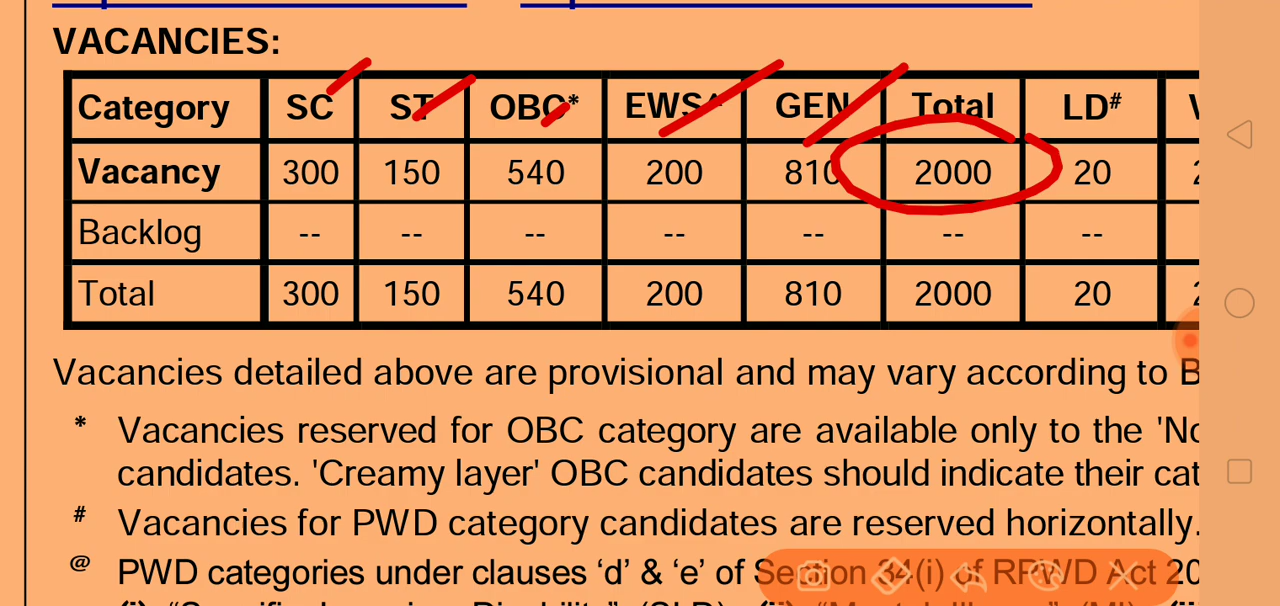 VACANCIES:
Category SC ST OBC* EWS^ GEN Total LD#
Vacancy 300 150 540 200 810 2000 20
Backlog -- -- -- -- -- -- --
Total 300 150 540 200 810 2000 20
Vacancies detailed above are provisional and may vary according to
* Vacancies reserved for OBC category are available only to the
candidates. 'Creamy layer' OBC candidates should indicate their
# Vacancies for PWD category candidates are reserved horizontally.
@ PWD categories under clauses ‘d’ & ‘e’ of Section 34(i) of RPWD Act